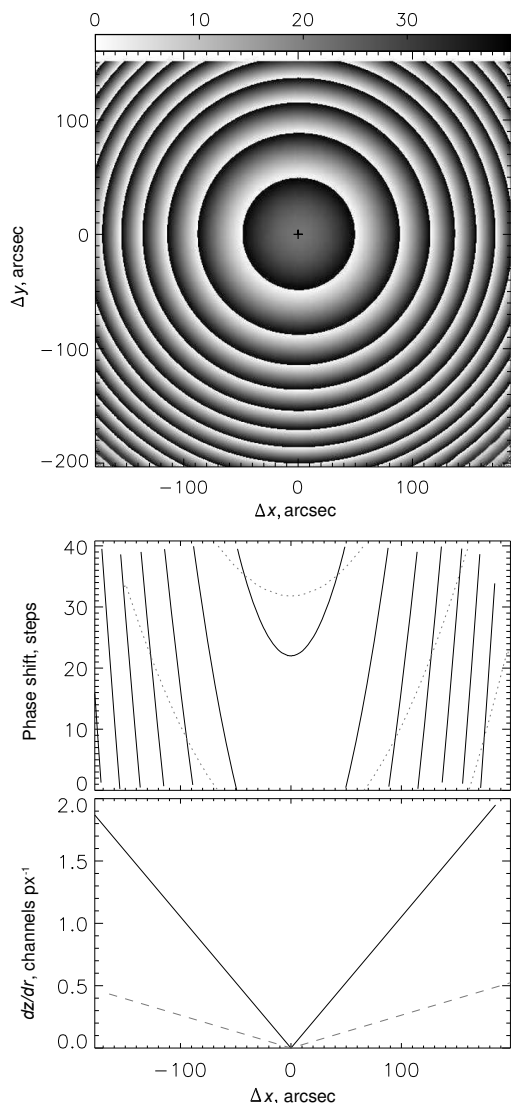 0 20 30
100
0
−100
−200
Δy, arcsec
−100 0 100
Δx, arcsec
40
30
20
10
0
Phase shift, steps
2.0
1.5
1.0
0.5
0.0
dz/dr, channels px⁻¹
−100 0 100
Δx, arcsec